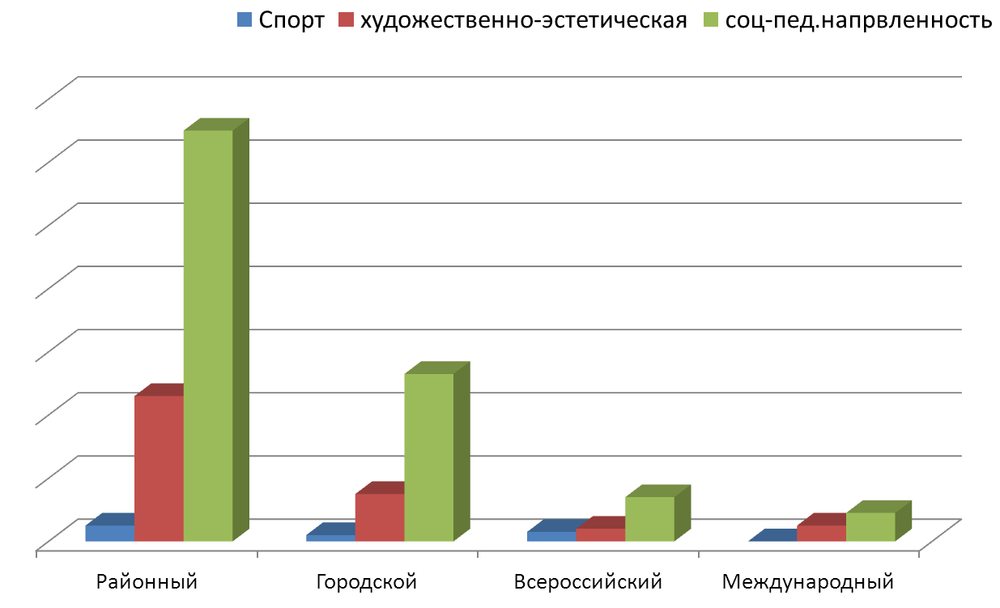 Спорт художественно-эстетическая соц-пед.напрвленность
Районный Городской Всероссийский Международный